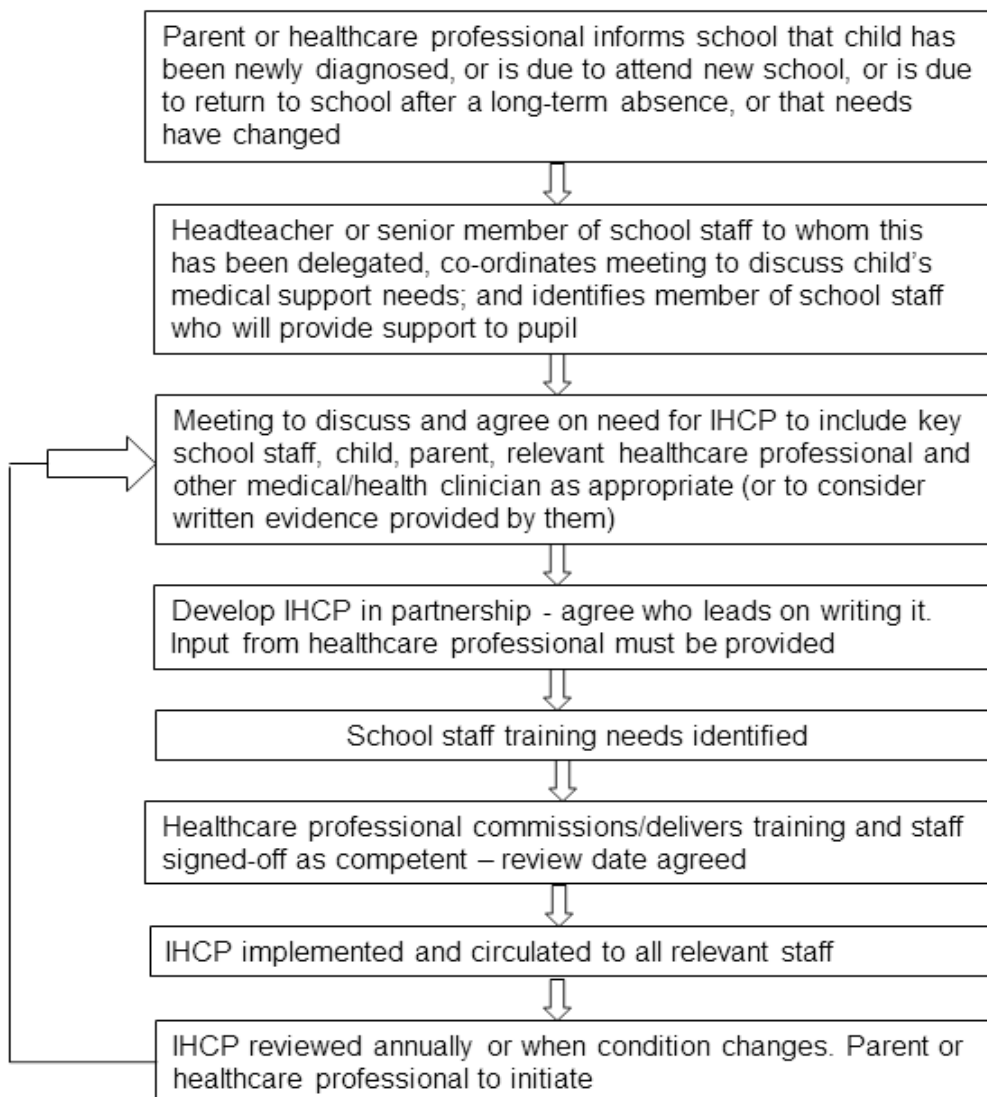 Parent or healthcare professional informs school that child has
been newly diagnosed, or is due to attend new school, or is due
to return to school after a long-term absence, or that needs
have changed
Headteacher or senior member of school staff to whom this
has been delegated, co-ordinates meeting to discuss child's
medical support needs; and identifies member of school staff
who will provide support to pupil
Meeting to discuss and agree on need for IHCP to include key
school staff, child, parent, relevant healthcare professional and
other medical/health clinician as appropriate (or to consider
written evidence provided by them)
Develop IHCP in partnership - agree who leads on writing it.
Input from healthcare professional must be provided
School staff training needs identified
Healthcare professional commissions/delivers training and staff
signed-off as competent – review date agreed
IHCP implemented and circulated to all relevant staff
IHCP reviewed annually or when condition changes. Parent or
healthcare professional to initiate